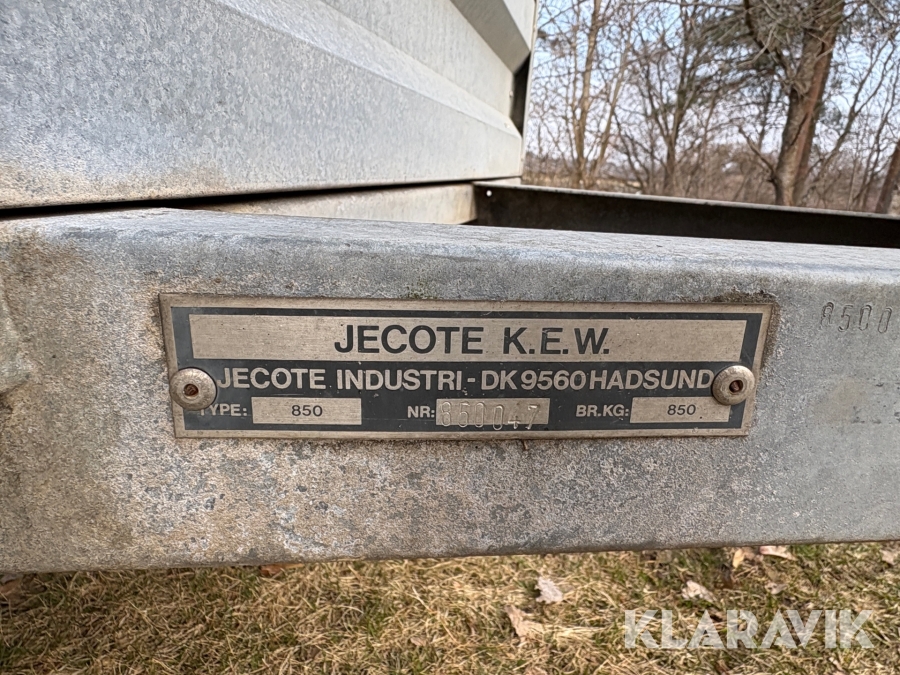 JECOTE K.E.W.
JECOTE INDUSTRI - DK 9560 HADSUND
TYPE: 850 NR: 850047 BR. KG: 850
8500
KLARAVIK